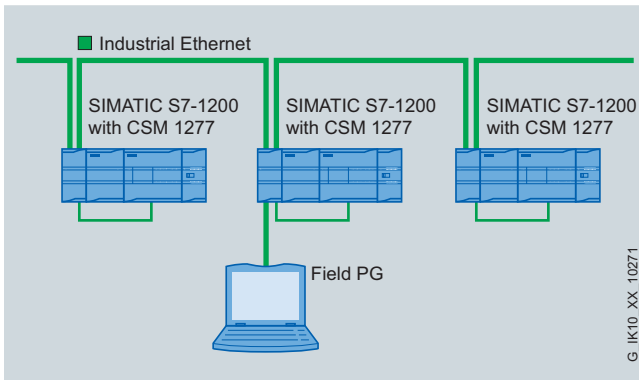 Industrial Ethernet
SIMATIC S7-1200
with CSM 1277
SIMATIC S7-1200
with CSM 1277
SIMATIC S7-1200
with CSM 1277
Field PG
G_IK10_XX_10271